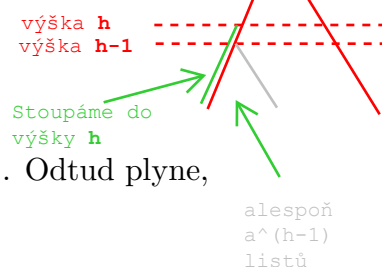 výška h
výška h-1
Stoupáme do
výšky h
. Odtud plyne,
alespoň
a^(h-1)
listů